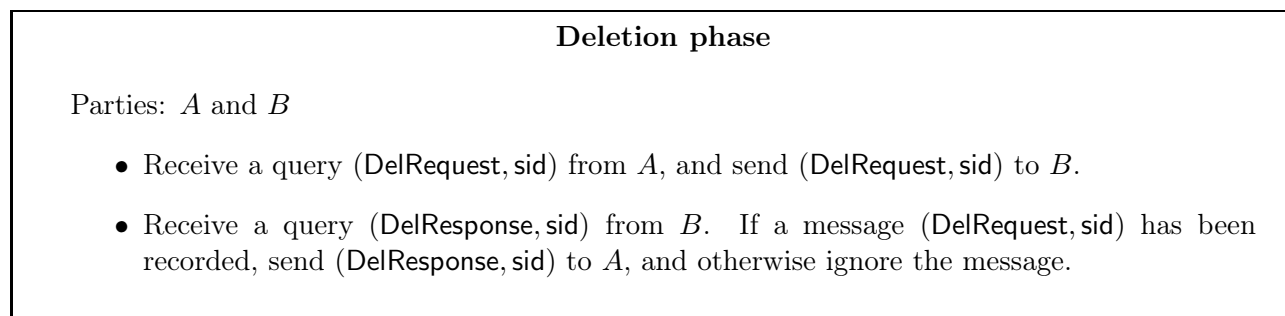 Deletion phase
Parties: A and B
• Receive a query (DelRequest, sid) from A, and send (DelRequest, sid) to B.
• Receive a query (DelResponse, sid) from B. If a message (DelRequest, sid) has been
recorded, send (DelResponse, sid) to A, and otherwise ignore the message.